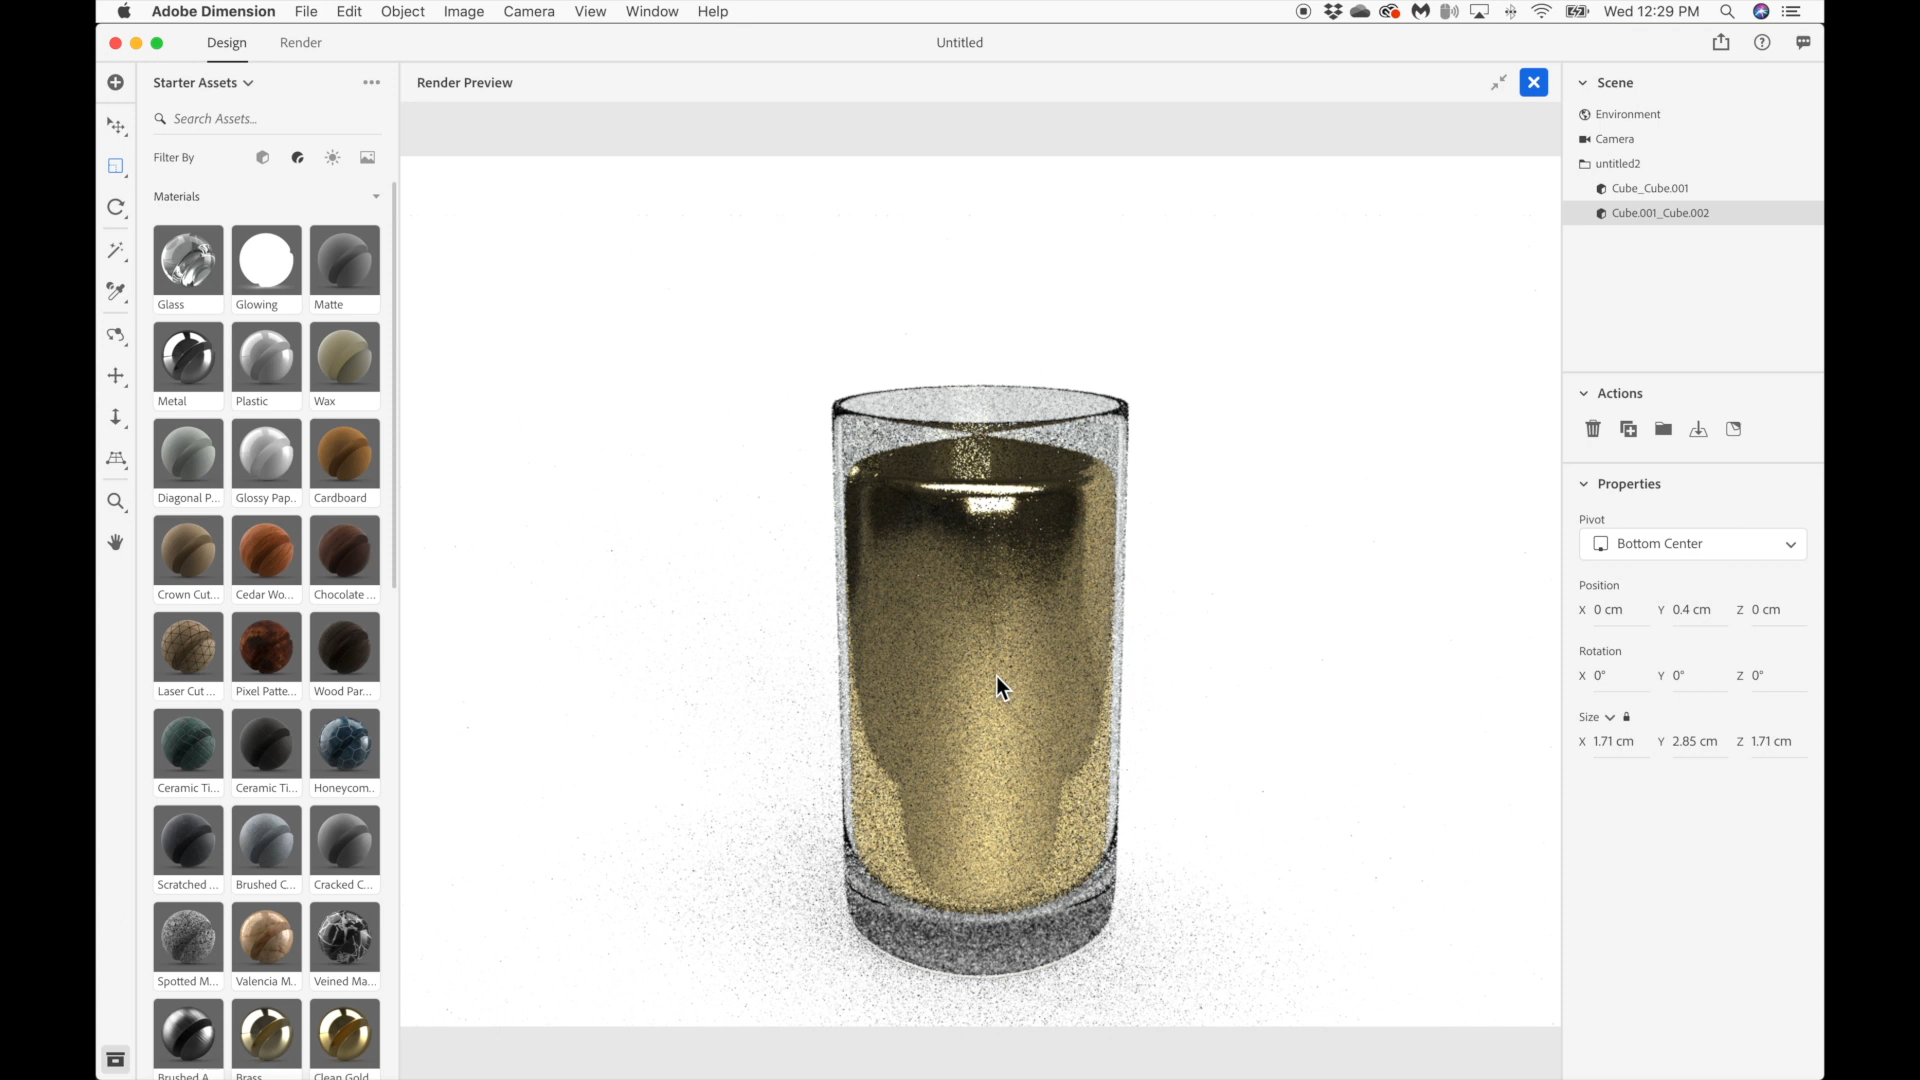 Adobe Dimension File Edit Object Image Camera View Window Help Wed 12:29 PM
Design Render Untitled
Starter Assets
Render Preview
Scene
Search Assets...
Environment
Camera
untitled2
Cube_Cube.001
Cube.001_Cube.002
Filter By
Materials
Glass Glowing Matte
Metal Plastic Wax
Diagonal P... Glossy Pap.. Cardboard
Crown Cut... Cedar Wo... Chocolate ...
Laser Cut ... Pixel Patte... Wood Par...
Ceramic Ti... Ceramic Ti... Honeycom..
Scratched ... Brushed C... Cracked C...
Spotted M... Valencia M.. Veined Ma...
Brushed A... Brass Clean Gold
Actions
Properties
Pivot
Bottom Center
Position
X 0 cm Y 0.4 cm Z 0 cm
Rotation
X 0° Y 0° Z 0°
Size
X 1.71 cm Y 2.85 cm Z 1.71 cm